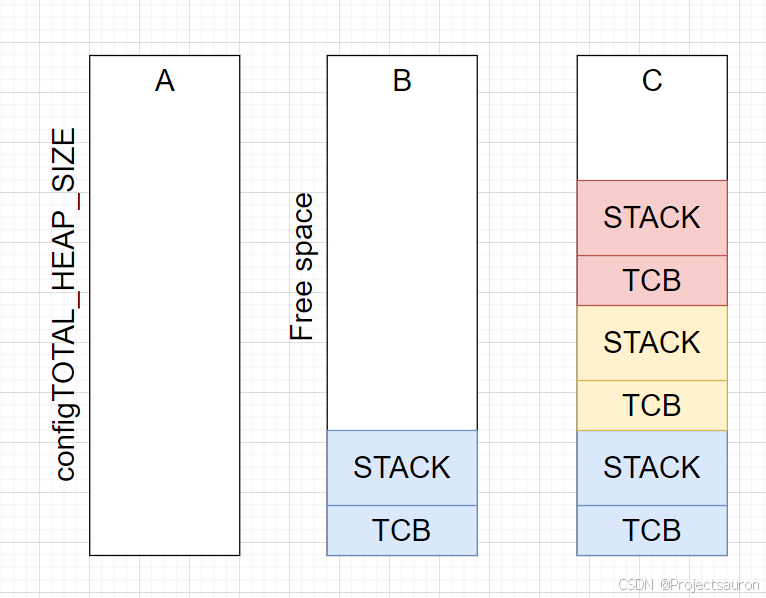 configTOTAL_HEAP_SIZE
A
Free space
B
STACK
TCB
C
STACK
TCB
STACK
TCB
STACK
TCB
CSDN @Projectsauron